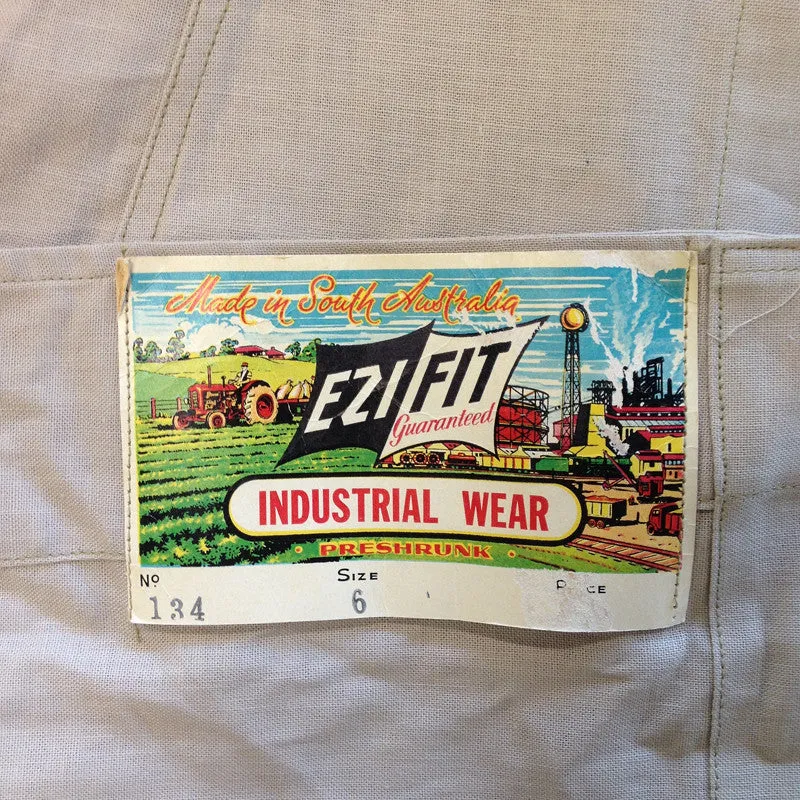 Made in South Australia
EZI FIT
Guaranteed
INDUSTRIAL WEAR
• PRESHRUNK •
Nº SIZE
134 6